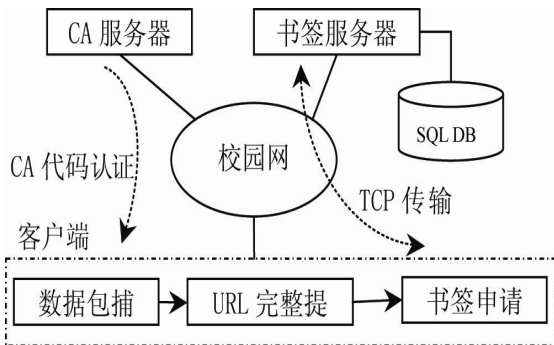 CA 服务器
书签服务器
SQL DB
校园网
CA 代码认证
TCP 传输
客户端
数据包捕
URL 完整提
书签申请